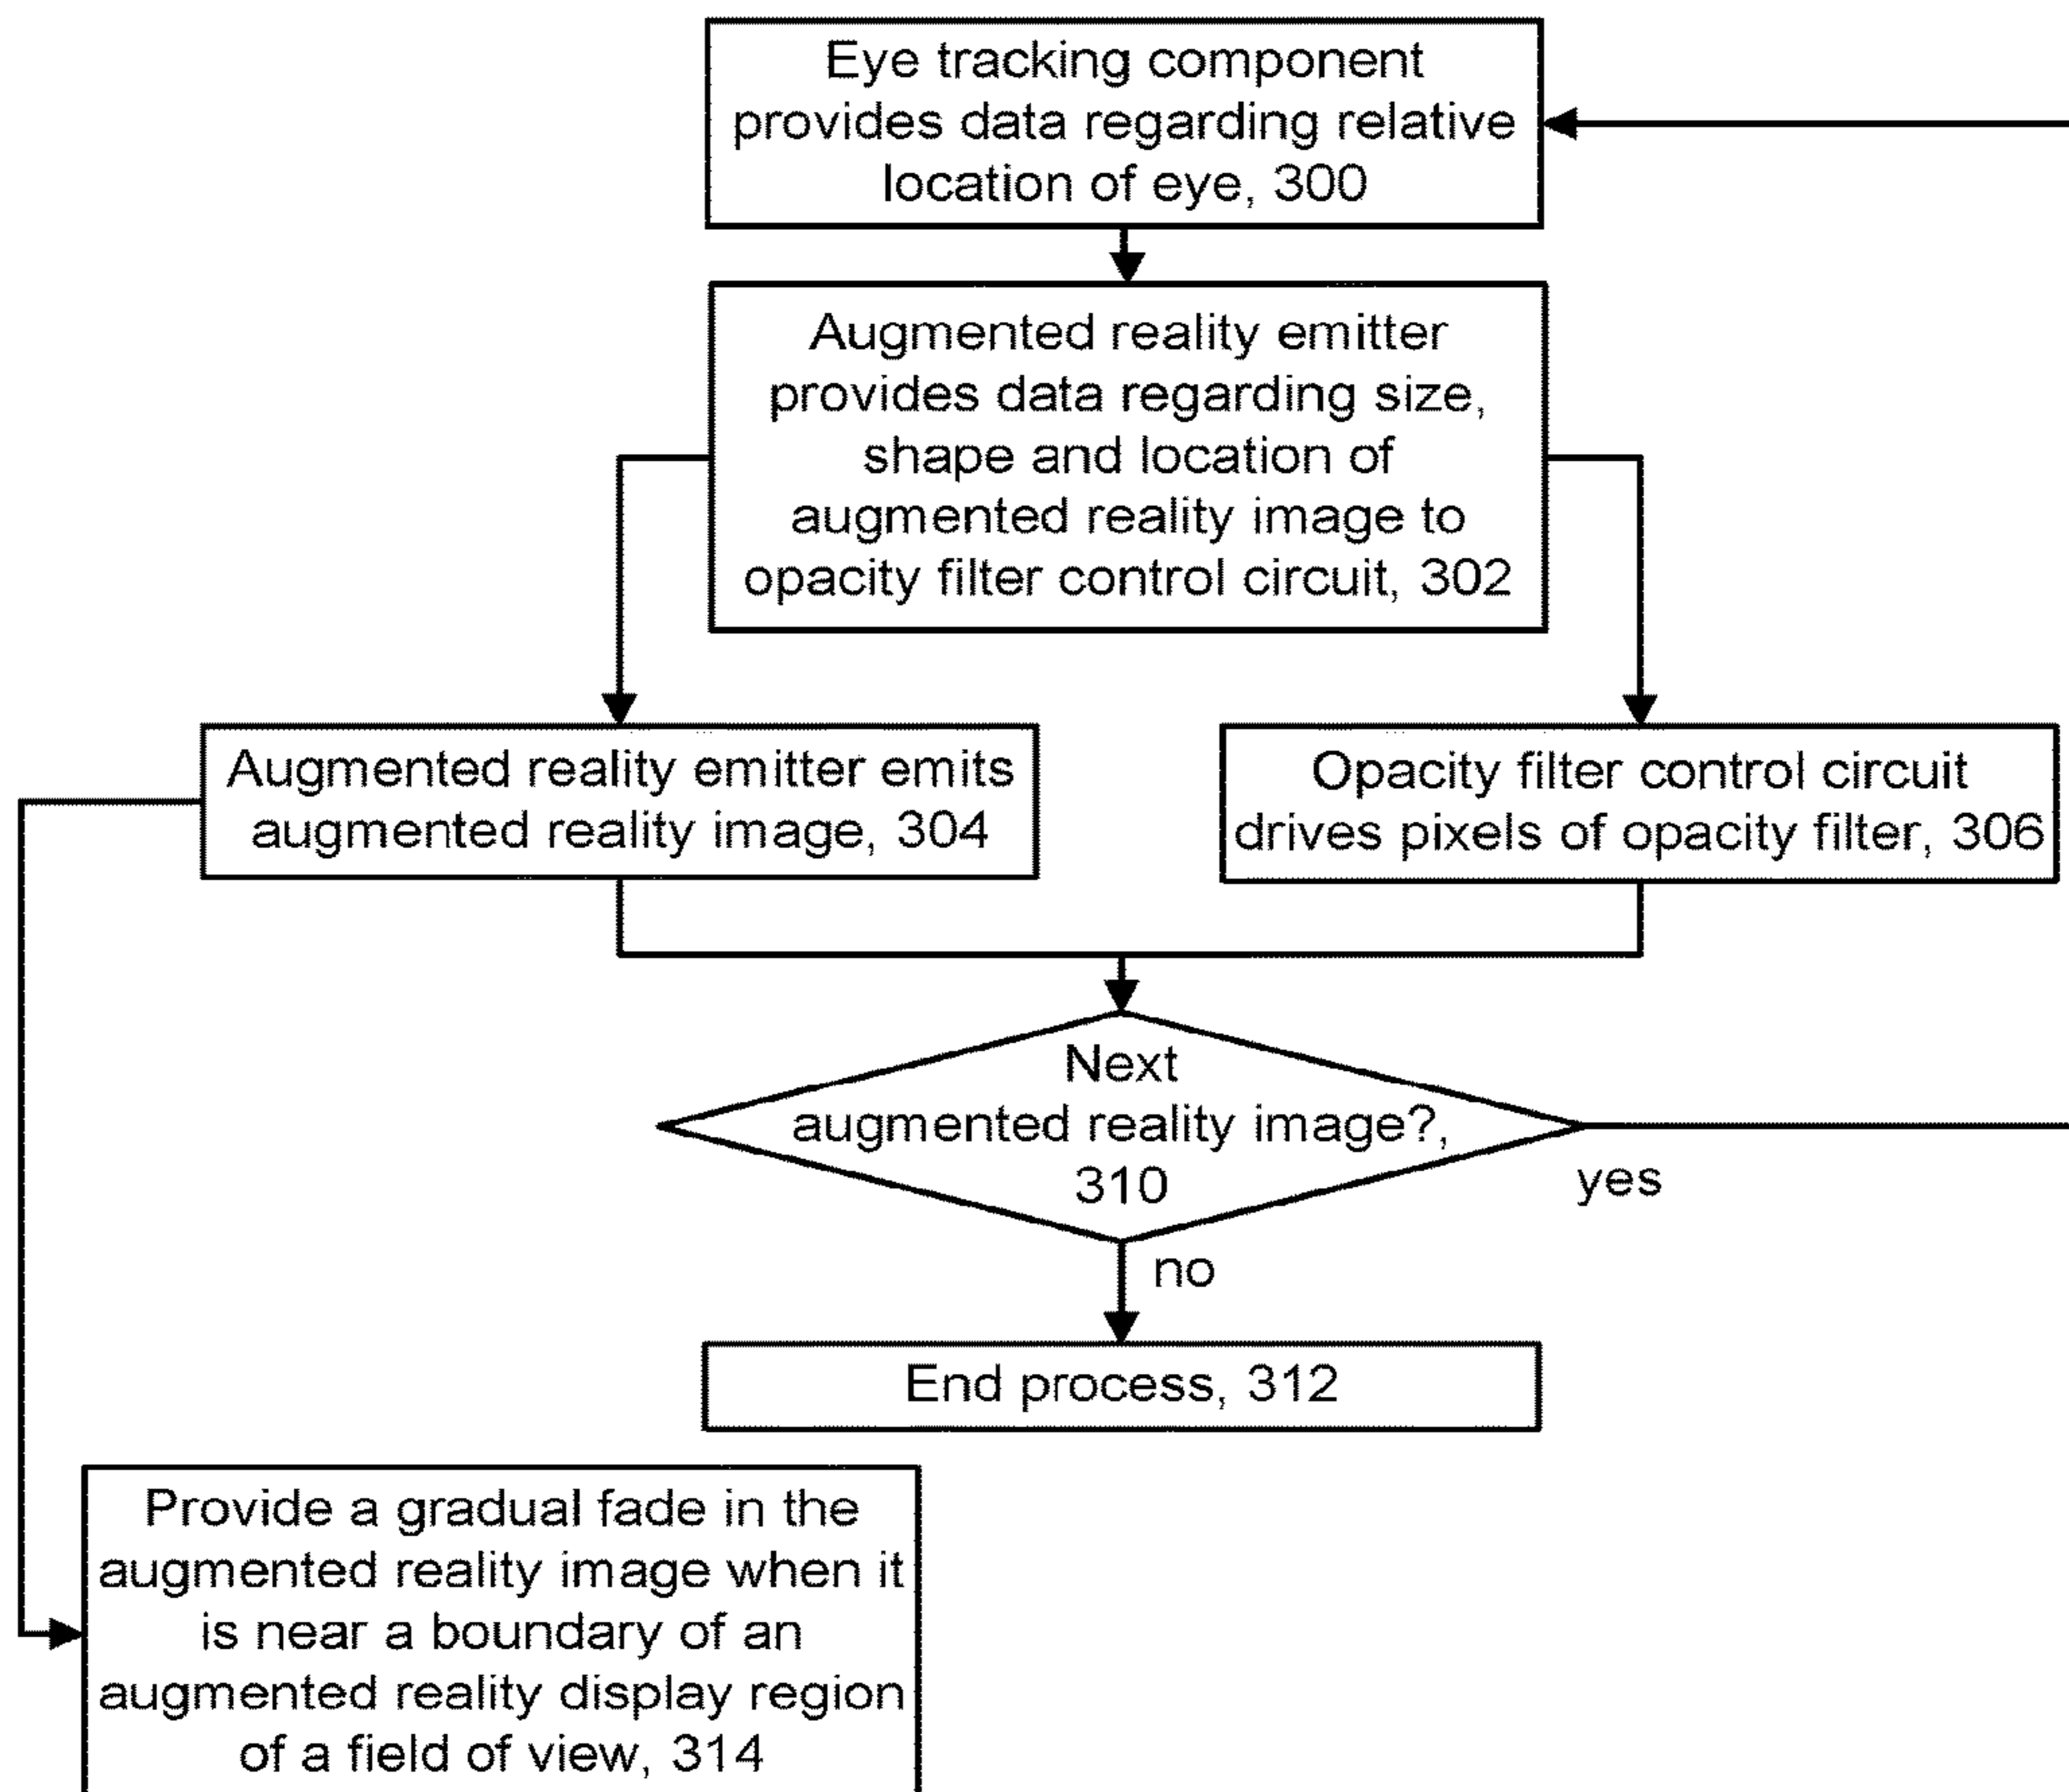 Eye tracking component
provides data regarding relative
location of eye, 300
Augmented reality emitter
provides data regarding size,
shape and location of
augmented reality image to
opacity filter control circuit, 302
Augmented reality emitter emits
augmented reality image, 304
Opacity filter control circuit
drives pixels of opacity filter, 306
Next
augmented reality image?,
310
yes
no
End process, 312
Provide a gradual fade in the
augmented reality image when it
is near a boundary of an
augmented reality display region
of a field of view, 314